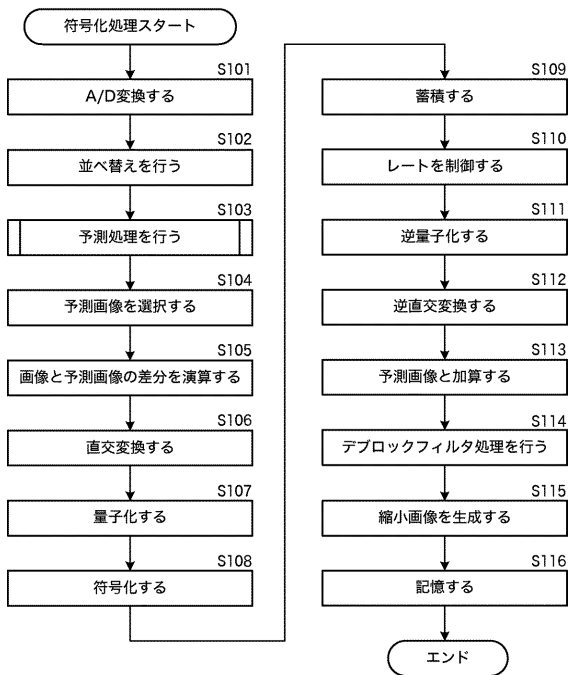 符号化処理スタート
S101
A/D変換する
S102
並べ替えを行う
S103
予測処理を行う
S104
予測画像を選択する
S105
画像と予測画像の差分を演算する
S106
直交変換する
S107
量子化する
S108
符号化する
S109
蓄積する
S110
レートを制御する
S111
逆量子化する
S112
逆直交変換する
S113
予測画像と加算する
S114
デブロックフィルタ処理を行う
S115
縮小画像を生成する
S116
記憶する
エンド